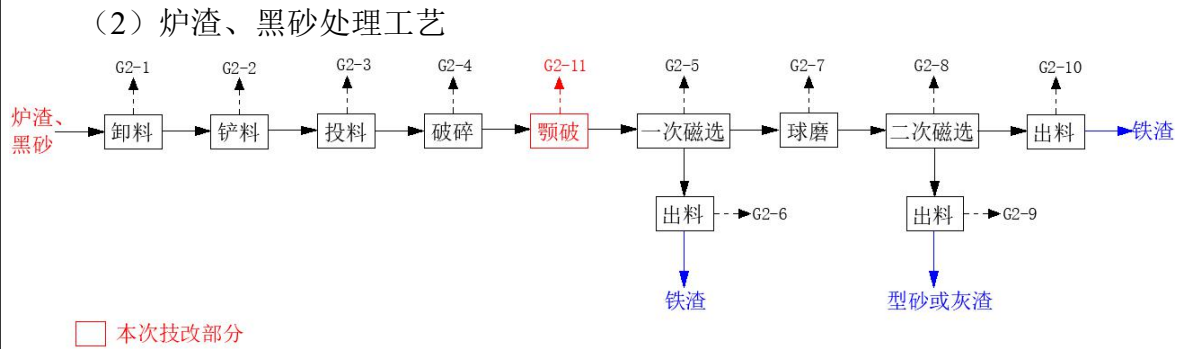 （2）炉渣、黑砂处理工艺
G2-1 G2-2 G2-3 G2-4 G2-11 G2-5 G2-7 G2-8 G2-10
炉渣、
黑砂
卸料 铲料 投料 破碎 颚破 一次磁选 球磨 二次磁选 出料 铁渣
出料 G2-6 出料 G2-9
铁渣 型砂或灰渣
本次技改部分